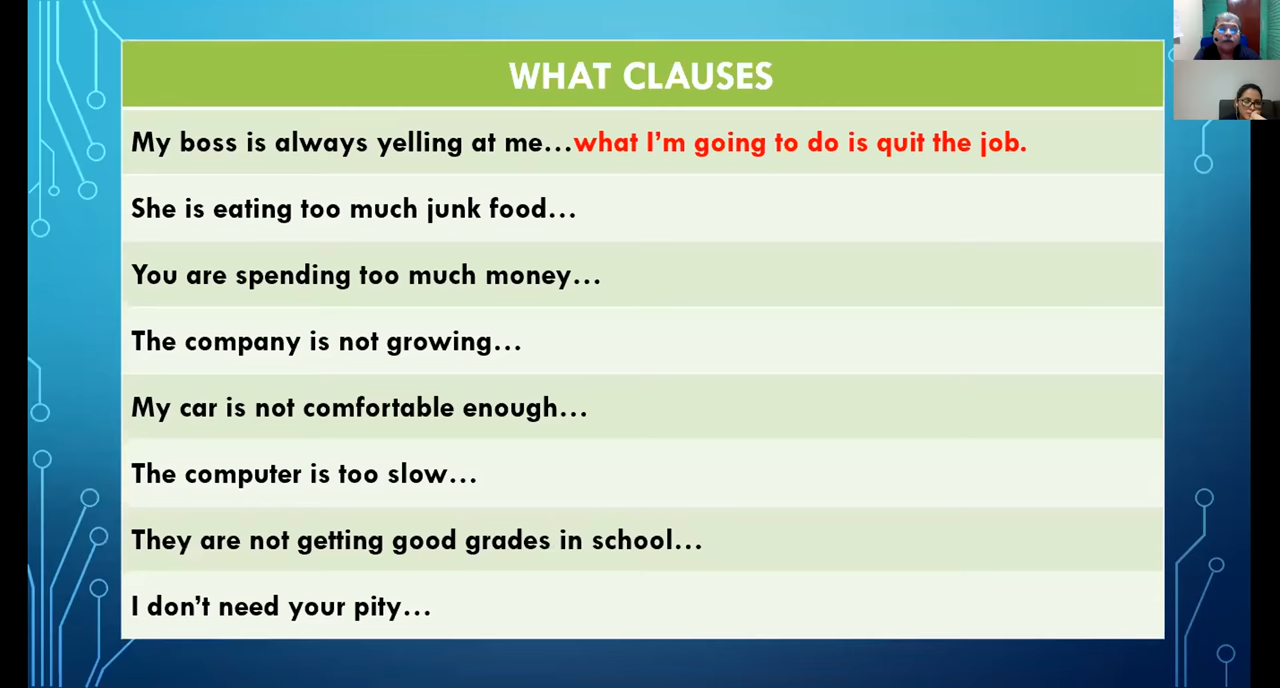 WHAT CLAUSES
My boss is always yelling at me…what I’m going to do is quit the job.
She is eating too much junk food…
You are spending too much money…
The company is not growing…
My car is not comfortable enough…
The computer is too slow…
They are not getting good grades in school…
I don’t need your pity…